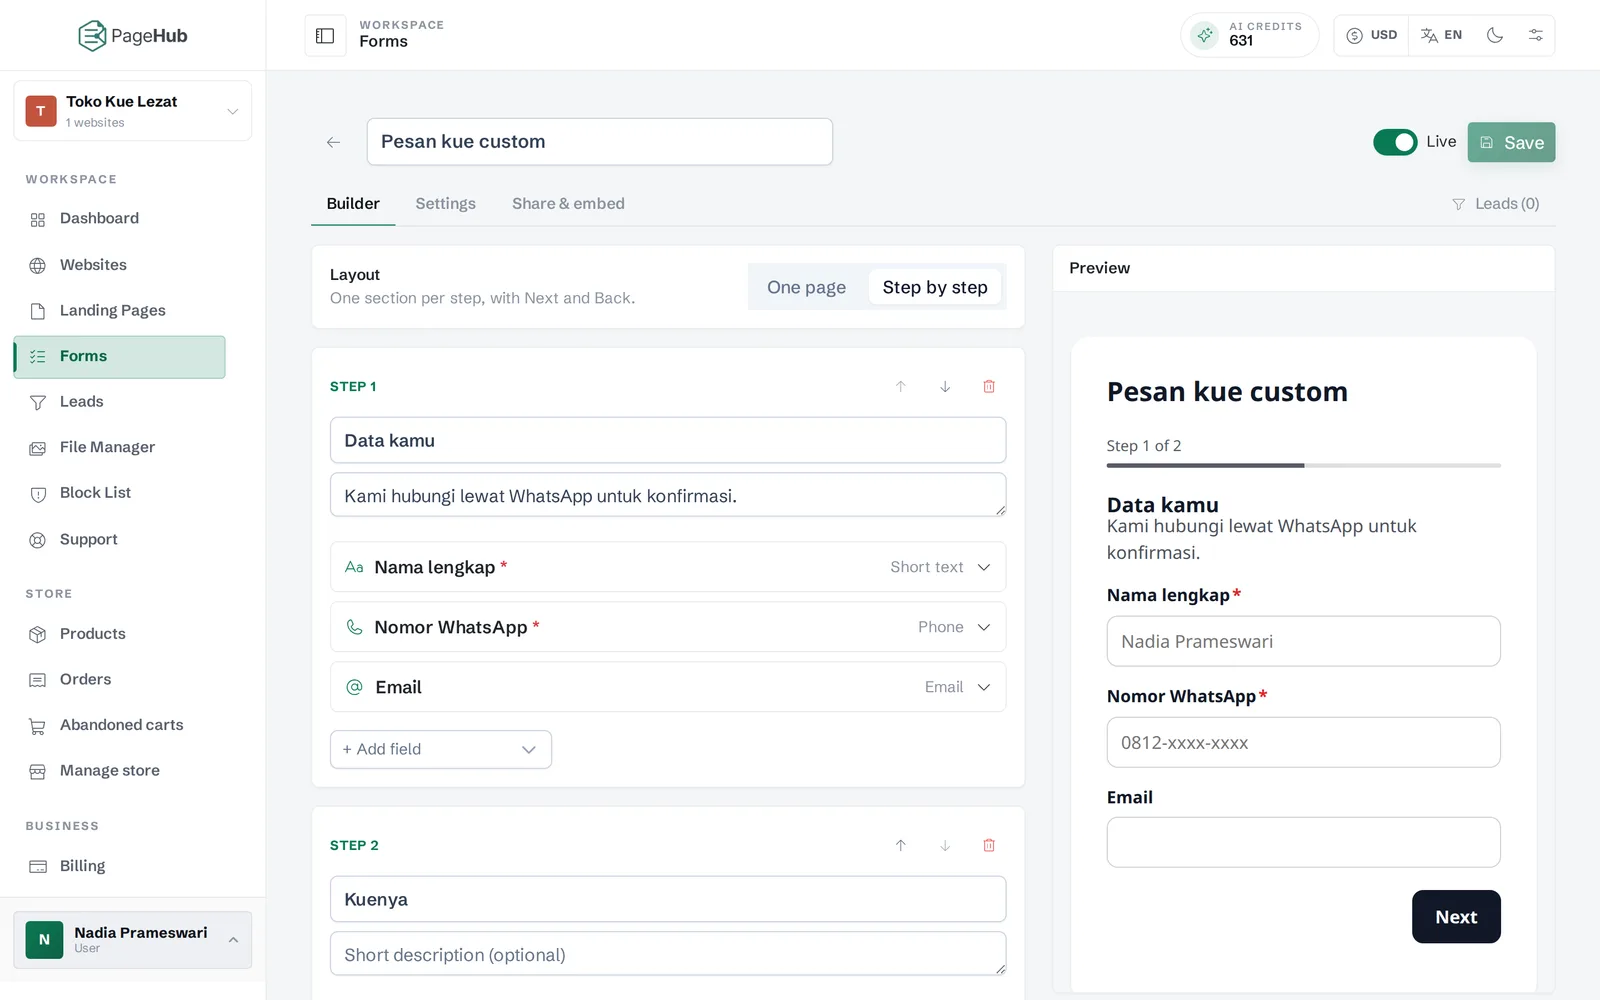 PageHub
WORKSPACE
Forms
AI CREDITS
631
USD
EN
T
Toko Kue Lezat
1 websites
WORKSPACE
Dashboard
Websites
Landing Pages
Forms
Leads
File Manager
Block List
Support
STORE
Products
Orders
Abandoned carts
Manage store
BUSINESS
Billing
N
Nadia Prameswari
User
Pesan kue custom
Live
Save
Builder
Settings
Share & embed
Leads (0)
Layout
One section per step, with Next and Back.
One page
Step by step
STEP 1
Data kamu
Kami hubungi lewat WhatsApp untuk konfirmasi.
Aa Nama lengkap *
Short text
Nomor WhatsApp *
Phone
Email
Email
+ Add field
STEP 2
Kuenya
Short description (optional)
Preview
Pesan kue custom
Step 1 of 2
Data kamu
Kami hubungi lewat WhatsApp untuk
konfirmasi.
Nama lengkap*
Nadia Prameswari
Nomor WhatsApp*
0812-xxxx-xxxx
Email
Next